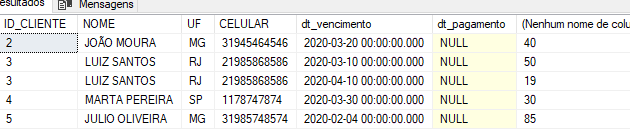 esultados Mensagens
ID_CLIENTE NOME UF CELULAR dt_vencimento dt_pagamento (Nenhum nome de colu
2 JOÃO MOURA MG 31945464546 2020-03-20 00:00:00.000 NULL 40
3 LUIZ SANTOS RJ 21985868586 2020-03-10 00:00:00.000 NULL 50
3 LUIZ SANTOS RJ 21985868586 2020-04-10 00:00:00.000 NULL 19
4 MARTA PEREIRA SP 1178747874 2020-03-30 00:00:00.000 NULL 30
5 JULIO OLIVEIRA MG 31985748574 2020-02-04 00:00:00.000 NULL 85